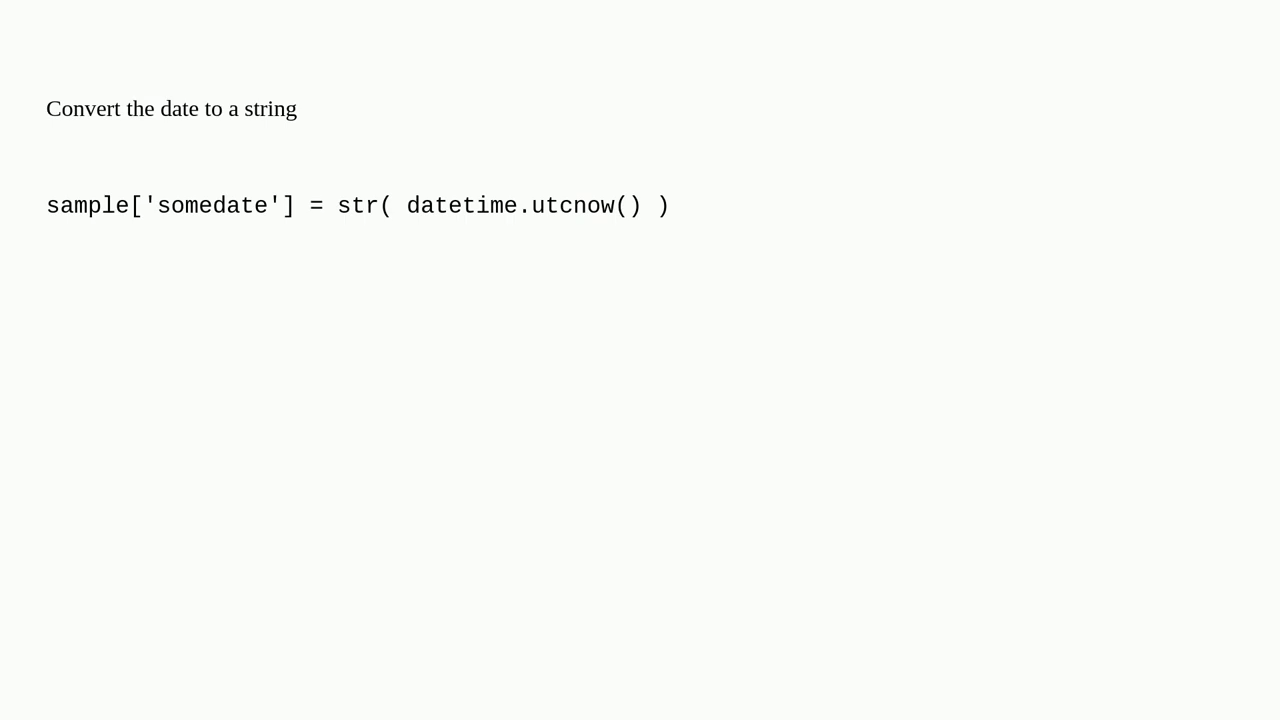 Convert the date to a string
sample['somedate'] = str( datetime.utcnow() )